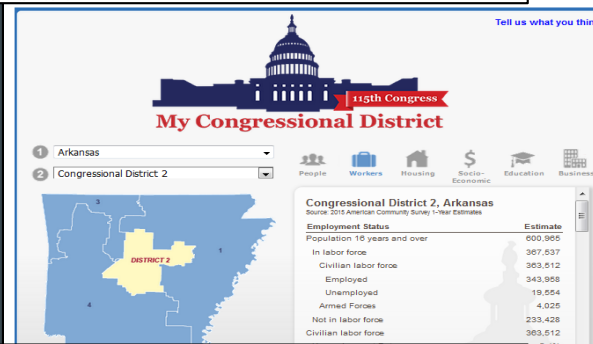 Tell us what you thin
115th Congress
My Congressional District
1 Arkansas
2 Congressional District 2
People Workers Housing Socio-Economic Education Business
3
DISTRICT 2
1
4
Congressional District 2, Arkansas
Source: 2015 American Community Survey 1-Year Estimates
Employment Status Estimate
Population 16 years and over 600,965
In labor force 367,537
Civilian labor force 363,512
Employed 343,958
Unemployed 19,554
Armed Forces 4,025
Not in labor force 233,428
Civilian labor force 363,512